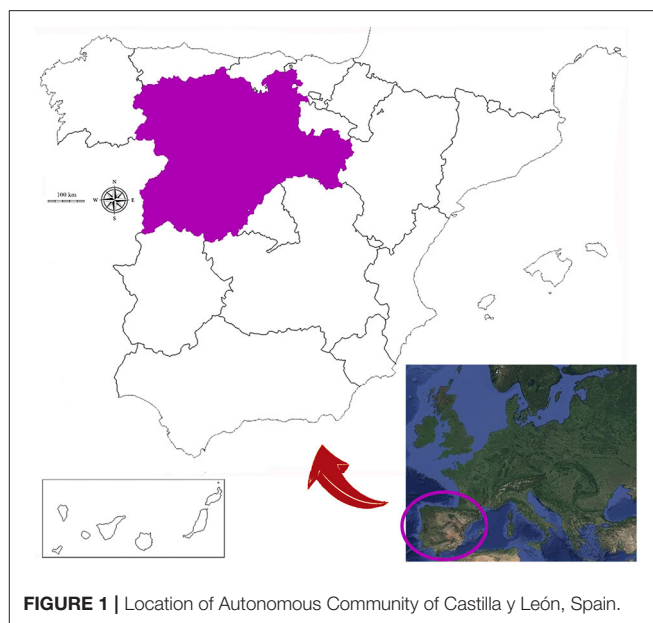 100 km
N
W E
S
FIGURE 1 | Location of Autonomous Community of Castilla y León, Spain.